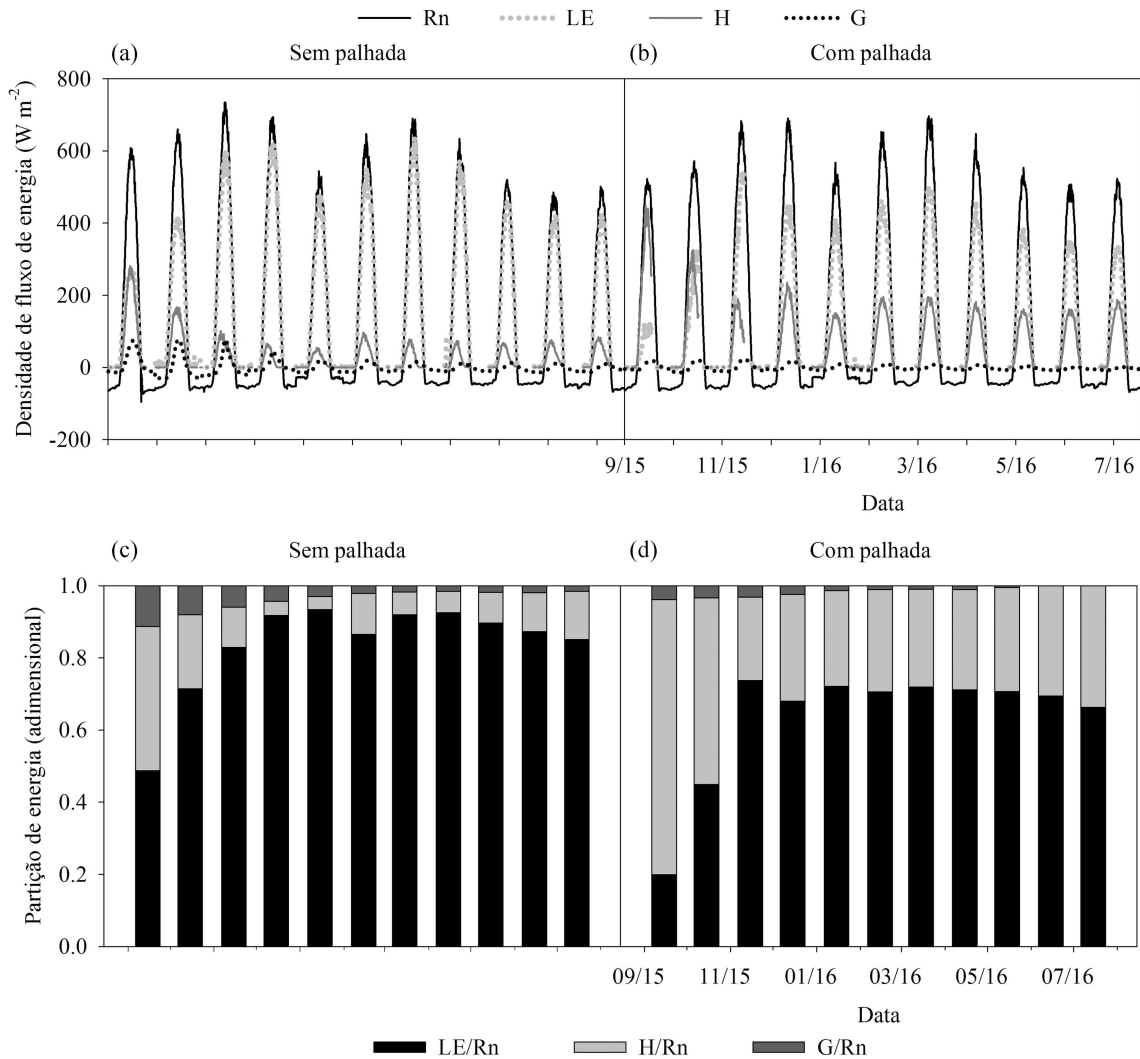 Rn LE H G
(a) Sem palhada (b) Com palhada
Densidade de fluxo de energia (W m-2)
800
600
400
200
0
-200
9/15 11/15 1/16 3/16 5/16 7/16
Data
(c) Sem palhada (d) Com palhada
Partição de energia (adimensional)
1.0
0.8
0.6
0.4
0.2
0.0
09/15 11/15 01/16 03/16 05/16 07/16
Data
LE/Rn H/Rn G/Rn